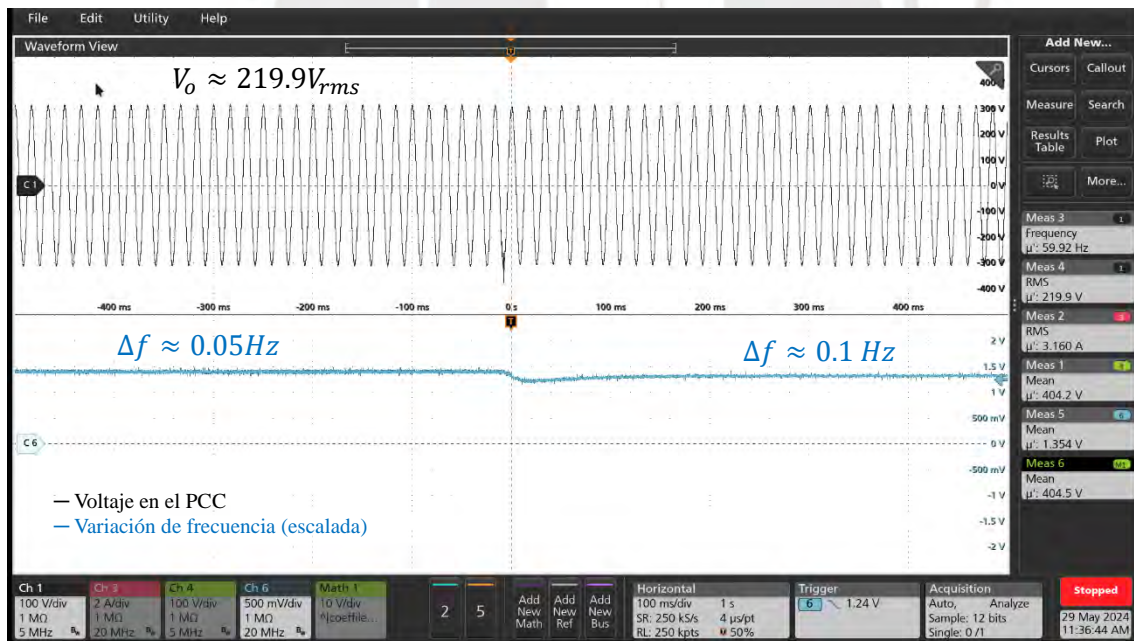 File Edit Utility Help
Waveform View
Add New...
Cursors Callout
Measure Search
Results Table Plot
More...
V_o ≈ 219.9V_rms
300 V
200 V
100 V
0 V
-100 V
-200 V
-300 V
-400 V
C 1
-400 ms -300 ms -200 ms -100 ms 0 s 100 ms 200 ms 300 ms 400 ms
T
Δf ≈ 0.05Hz
Δf ≈ 0.1 Hz
2 V
1.5 V
1 V
500 mV
0 V
-500 mV
-1 V
-1.5 V
-2 V
C 6
Voltaje en el PCC
Variación de frecuencia (escalada)
Meas 3 1
Frequency
µ': 59.92 Hz
Meas 4 1
RMS
µ': 219.9 V
Meas 2 3
RMS
µ': 3.160 A
Meas 1
Mean
µ': 404.2 V
Meas 5 6
Mean
µ': 1.354 V
Meas 6 M1
Mean
µ': 404.5 V
Ch 1
100 V/div
1 MΩ
5 MHz
Ch 3
2 A/div
1 MΩ
20 MHz
Ch 4
100 V/div
1 MΩ
5 MHz
Ch 6
500 mV/div
1 MΩ
20 MHz
Math 1
10 V/div
2 5
Add New Math
Add New Ref
Add New Bus
Horizontal
100 ms/div 1 s
SR: 250 kS/s 4 µs/pt
RL: 250 kpts 50%
Trigger
6 1.24 V
Acquisition
Auto, Analyze
Sample: 12 bits
Single: 0 /1
Stopped
29 May 2024
11:36:44 AM